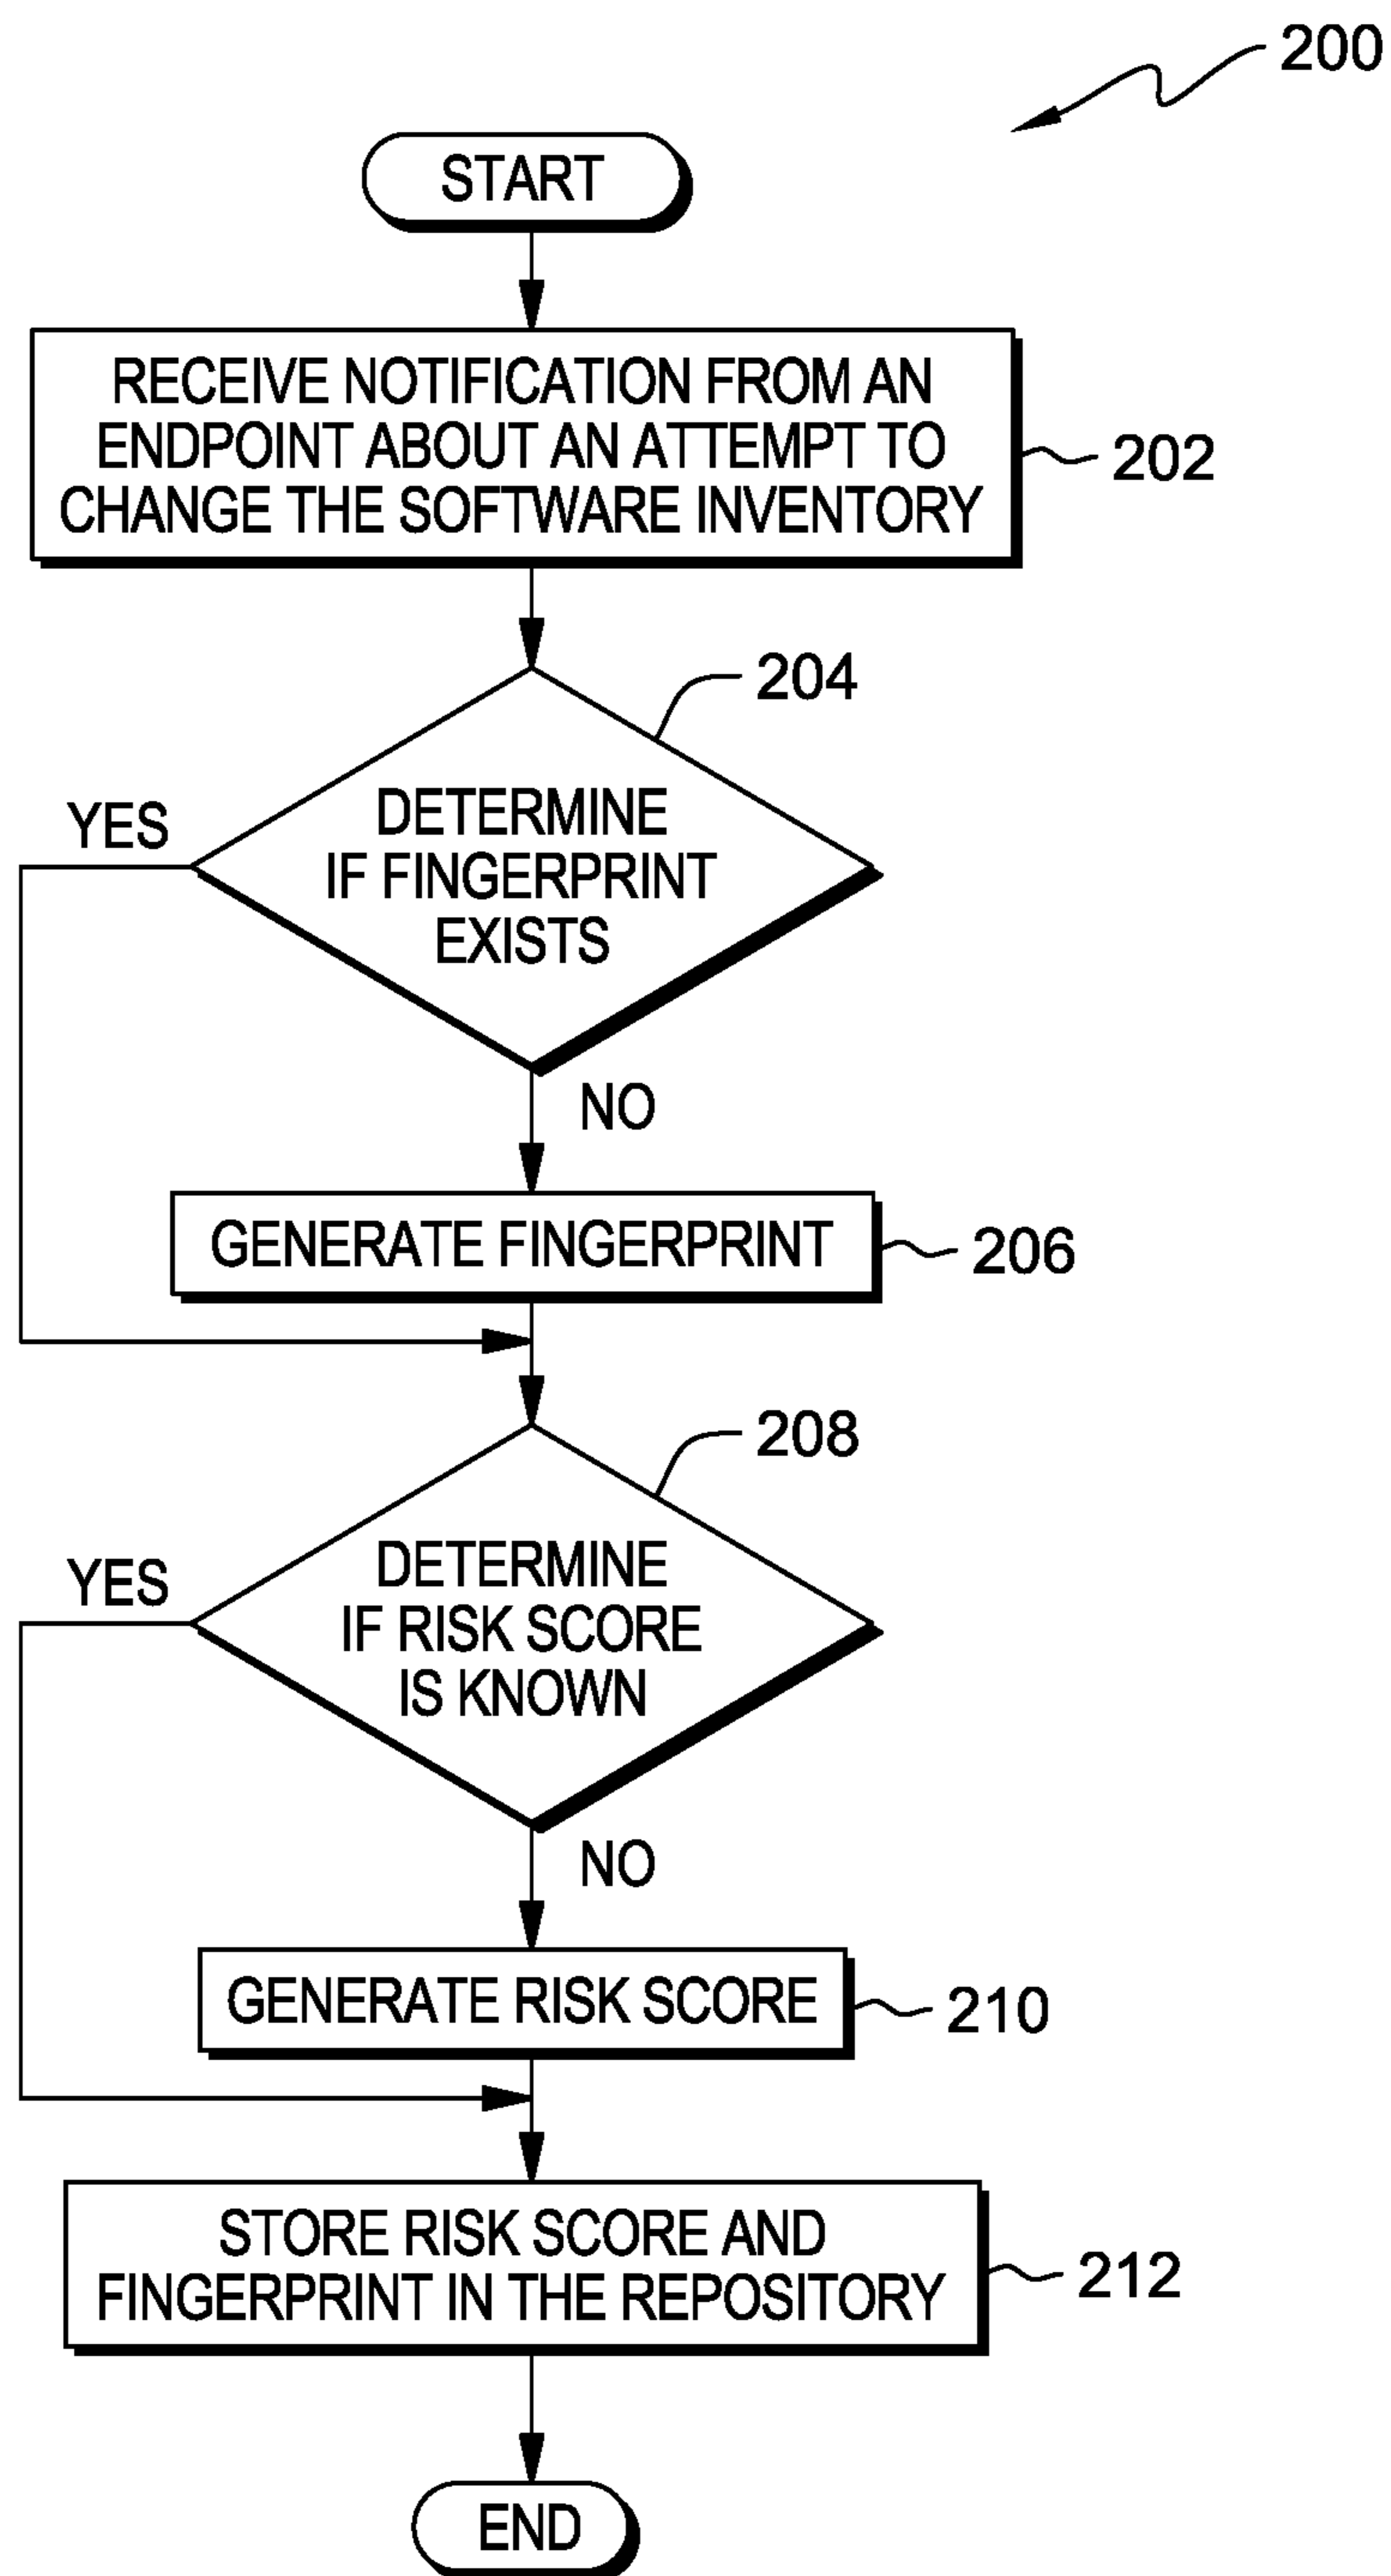 200
START
RECEIVE NOTIFICATION FROM AN
ENDPOINT ABOUT AN ATTEMPT TO
CHANGE THE SOFTWARE INVENTORY
202
204
DETERMINE
IF FINGERPRINT
EXISTS
YES
NO
GENERATE FINGERPRINT
206
208
DETERMINE
IF RISK SCORE
IS KNOWN
YES
NO
GENERATE RISK SCORE
210
STORE RISK SCORE AND
FINGERPRINT IN THE REPOSITORY
212
END